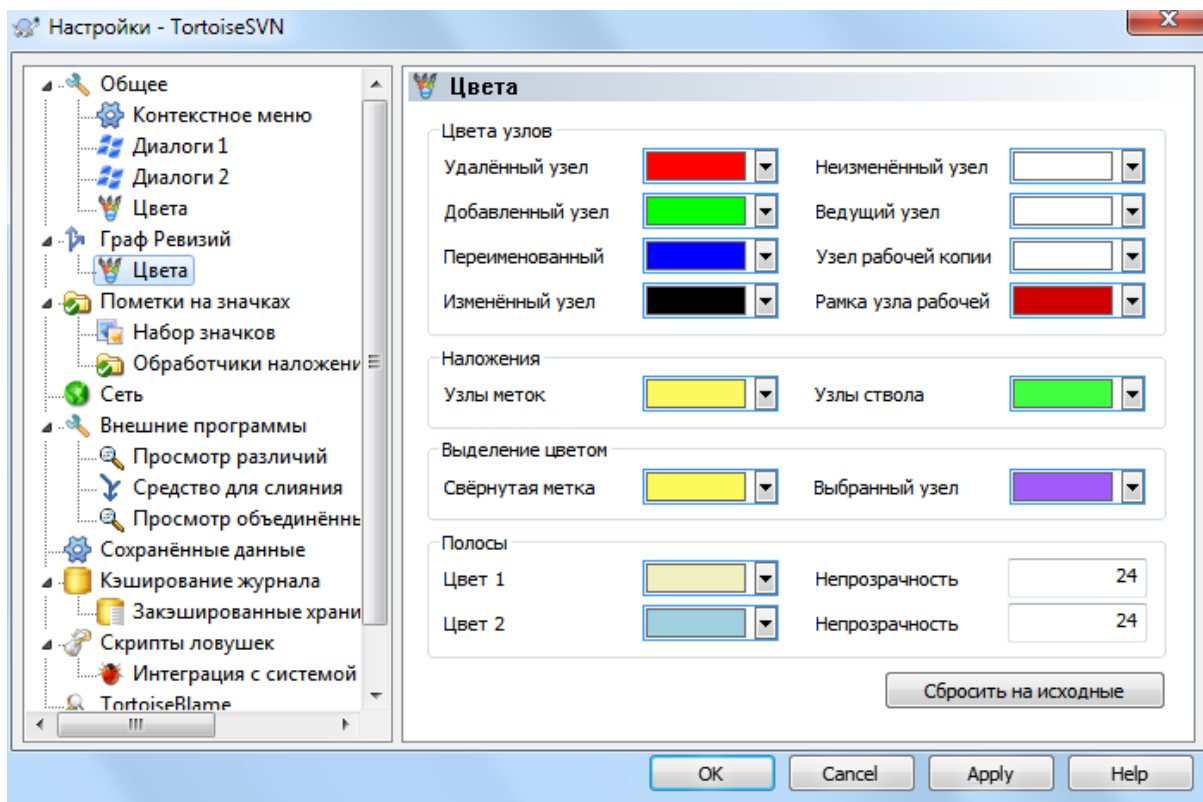 Настройки - TortoiseSVN
Общее
Контекстное меню
Диалоги 1
Диалоги 2
Цвета
Граф Ревизий
Цвета
Пометки на значках
Набор значков
Обработчики наложени
Сеть
Внешние программы
Просмотр различий
Средство для слияния
Просмотр объединённь
Сохранённые данные
Кэширование журнала
Закэшированные храни
Скрипты ловушек
Интеграция с системой
TortoiseBlame
Цвета
Цвета узлов
Удалённый узел
Неизменённый узел
Добавленный узел
Ведущий узел
Переименованный
Узел рабочей копии
Изменённый узел
Рамка узла рабочей
Наложения
Узлы меток
Узлы ствола
Выделение цветом
Свёрнутая метка
Выбранный узел
Полосы
Цвет 1
Непрозрачность
24
Цвет 2
Непрозрачность
24
Сбросить на исходные
OK
Cancel
Apply
Help